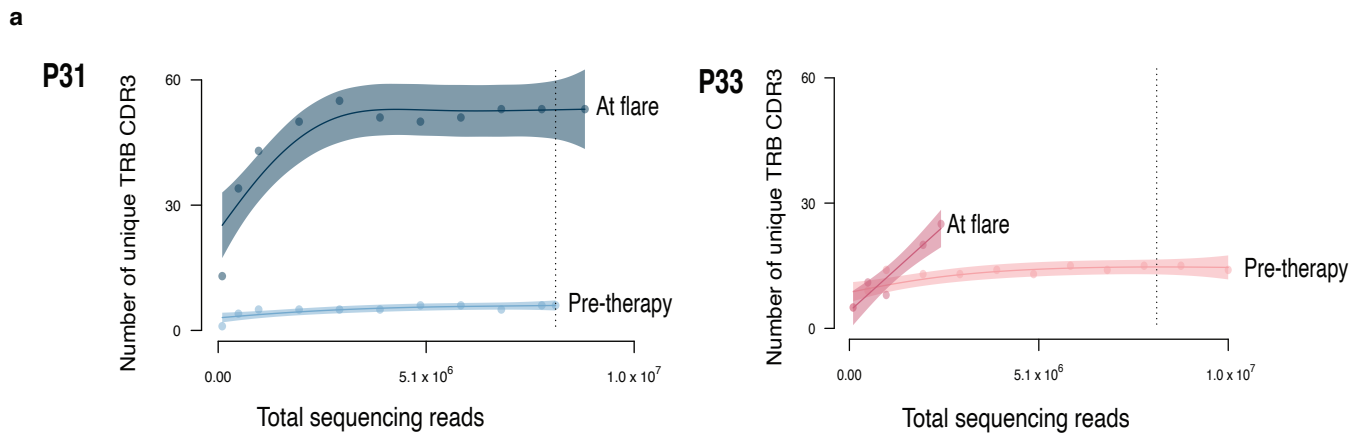 a
P31
Number of unique TRB CDR3
60
30
0
At flare
Pre-therapy
0.00
5.1 x 10⁶
1.0 x 10⁷
Total sequencing reads
P33
Number of unique TRB CDR3
60
30
0
At flare
Pre-therapy
0.00
5.1 x 10⁶
1.0 x 10⁷
Total sequencing reads